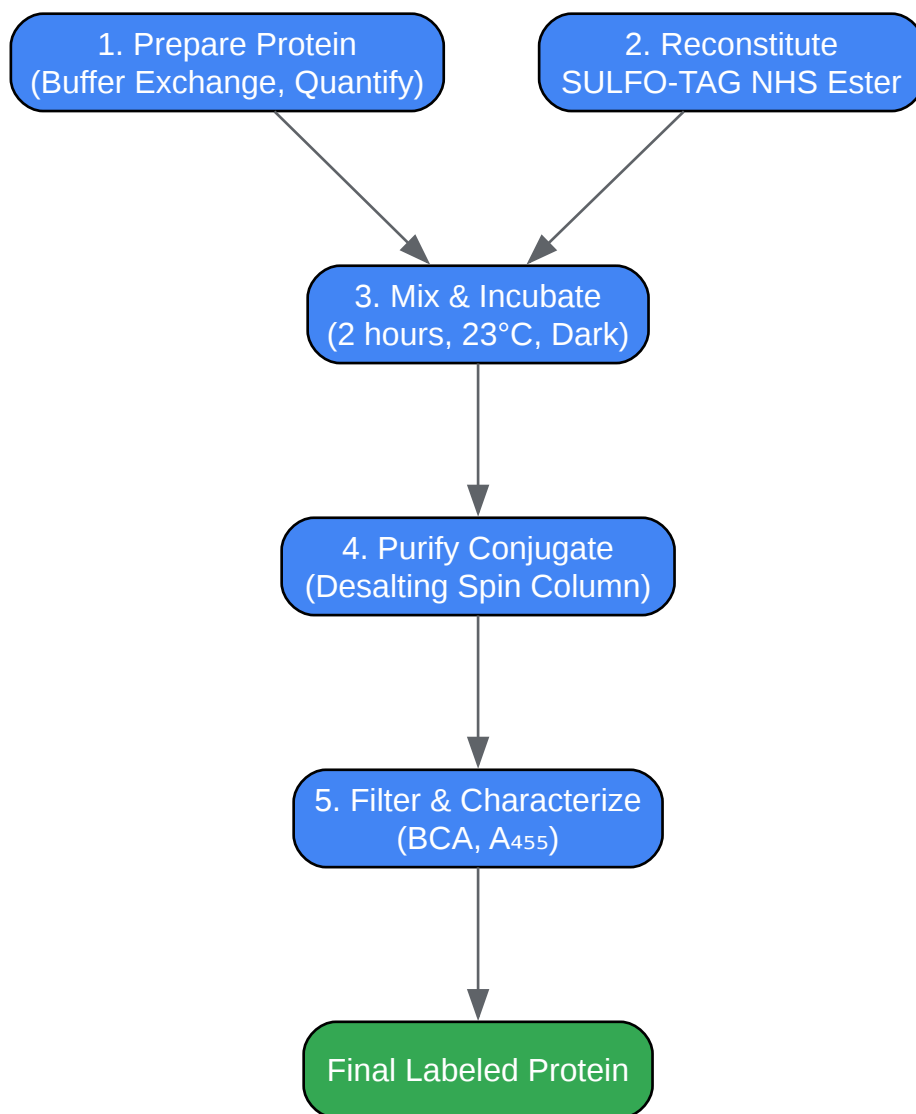 1. Prepare Protein
(Buffer Exchange, Quantify)
2. Reconstitute
SULFO-TAG NHS Ester
3. Mix & Incubate
(2 hours, 23°C, Dark)
4. Purify Conjugate
(Desalting Spin Column)
5. Filter & Characterize
(BCA, A₄₅₅)
Final Labeled Protein